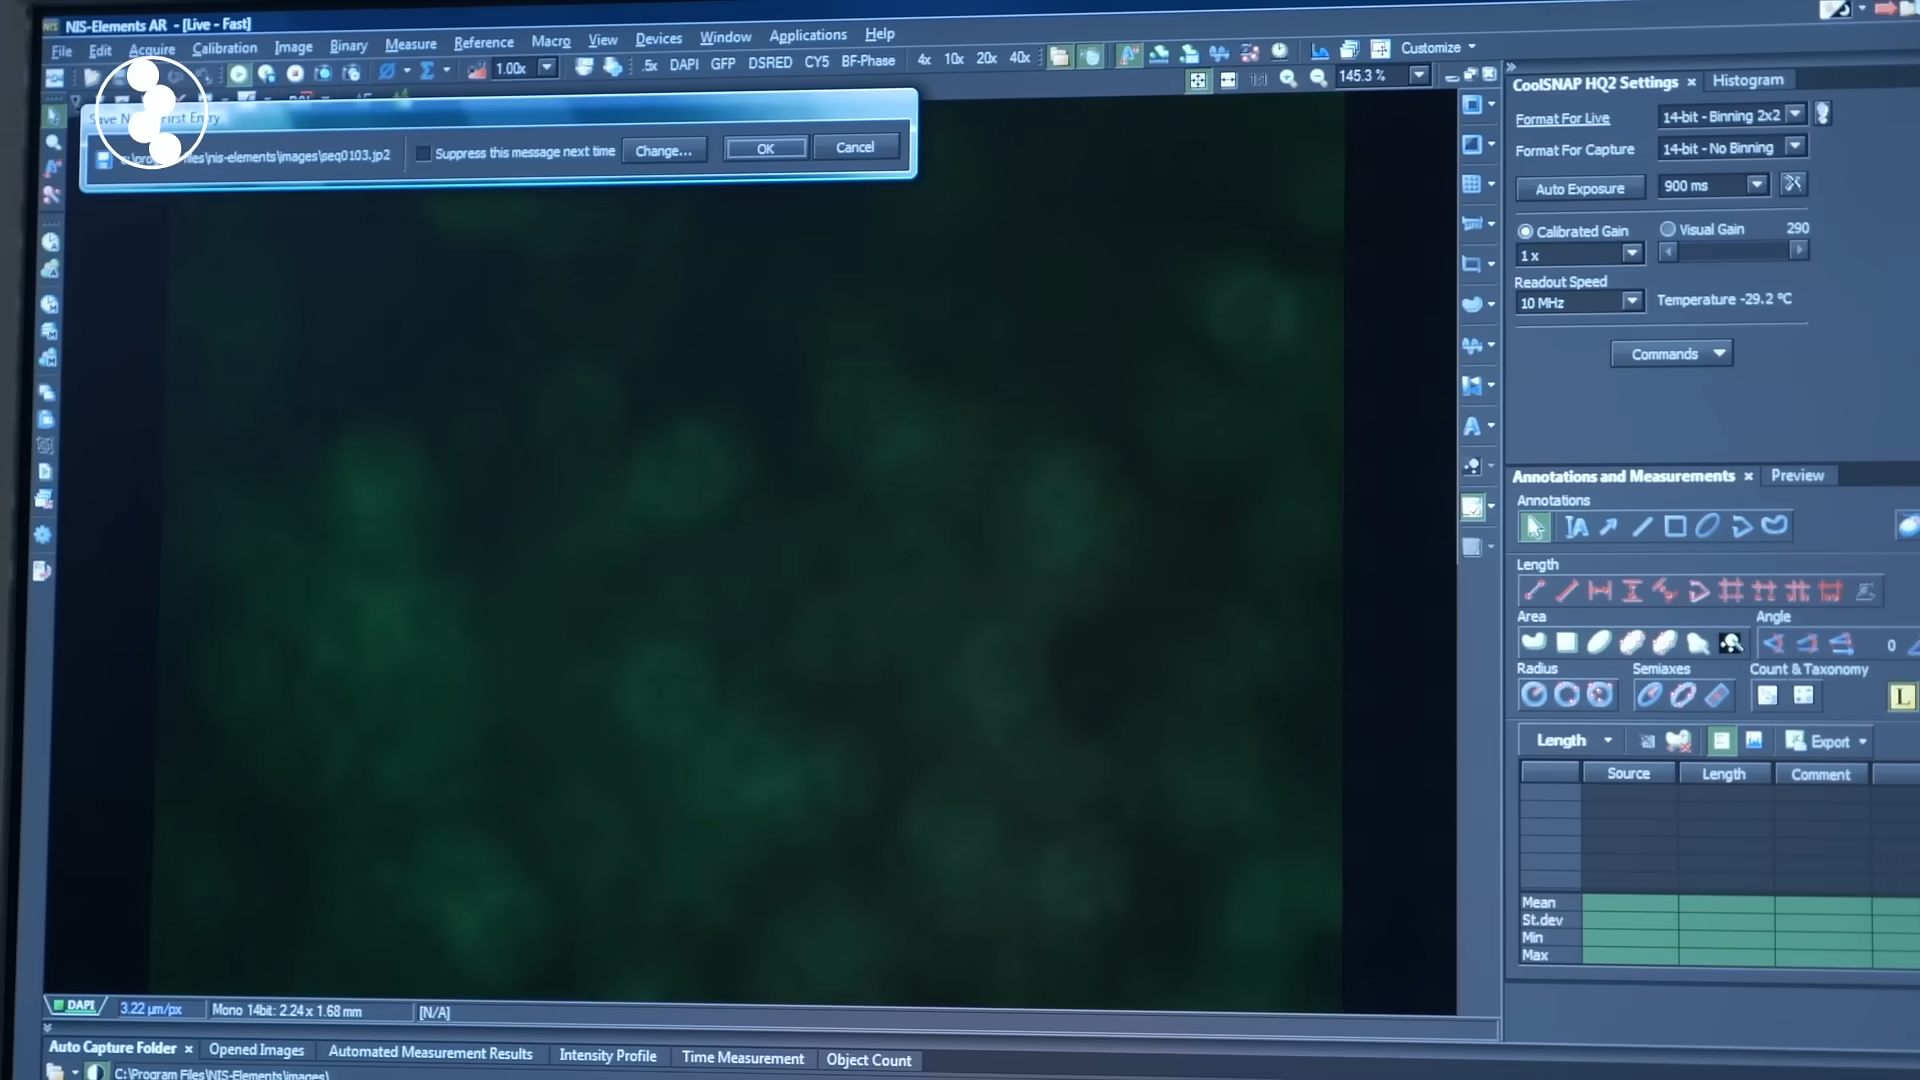 NIS-Elements AR - [Live - Fast]
File Edit Acquire Calibration Image Binary Measure Reference Macro View Devices Window Applications Help
1.00x .5x DAPI GFP DSRED CY5 BF-Phase 4x 10x 20x 40x Customize
1:1 145.3 %
First Entry
files\nis-elements\images\seq0103.jp2 Suppress this message next time Change... OK Cancel
CoolSNAP HQ2 Settings Histogram
Format For Live 14-bit - Binning 2x2
Format For Capture 14-bit - No Binning
Auto Exposure 900 ms
Calibrated Gain Visual Gain 290
1 x
Readout Speed
10 MHz Temperature -29.2 °C
Commands
Annotations and Measurements Preview
Annotations
Length
Area Angle
0
Radius Semiaxes Count & Taxonomy
L
Length Export
Source Length Comment
Mean
St.dev
Min
Max
DAPI 3.22 µm/px Mono 14bit: 2.24 x 1.68 mm [N/A]
Auto Capture Folder Opened Images Automated Measurement Results Intensity Profile Time Measurement Object Count
C:\Program Files\NIS-Elements\images\